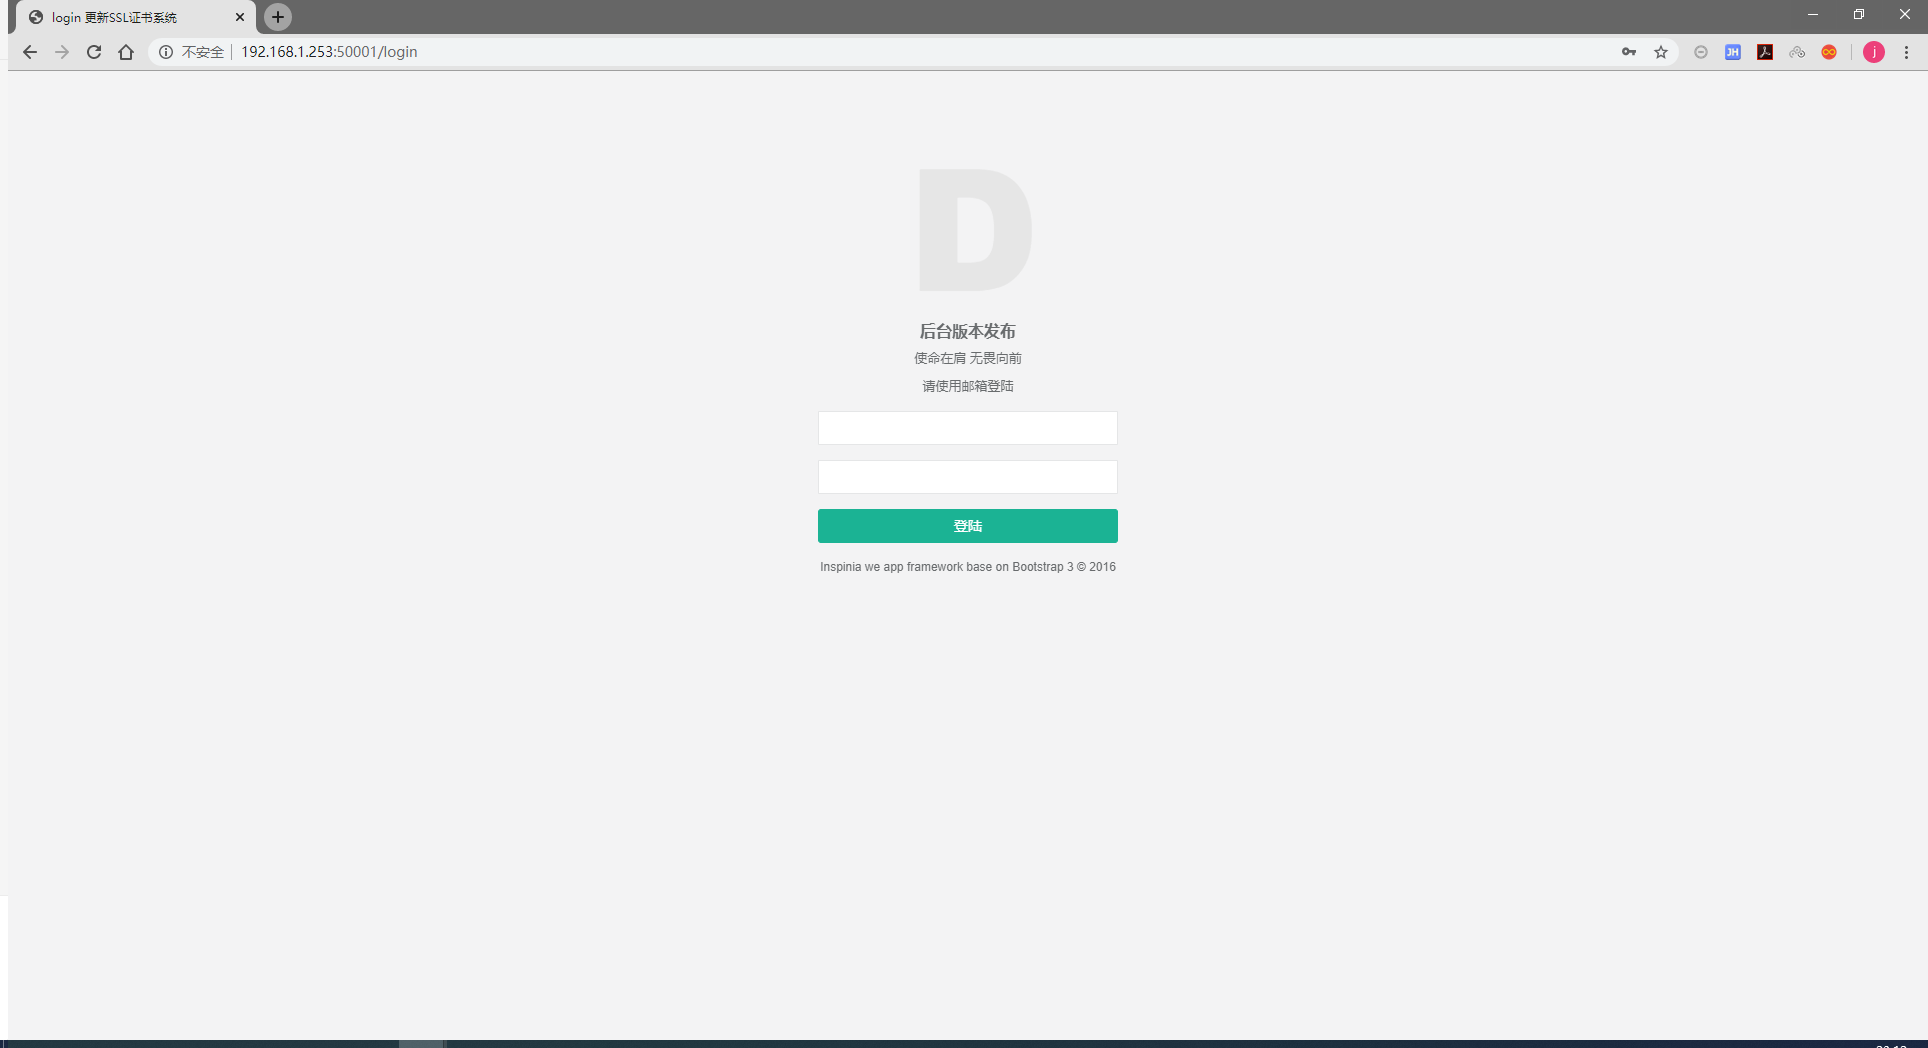 login 更新SSL证书系统
不安全 192.168.1.253:50001/login
JH
j
D
后台版本发布
使命在肩 无畏向前
请使用邮箱登陆
登陆
Inspinia we app framework base on Bootstrap 3 © 2016